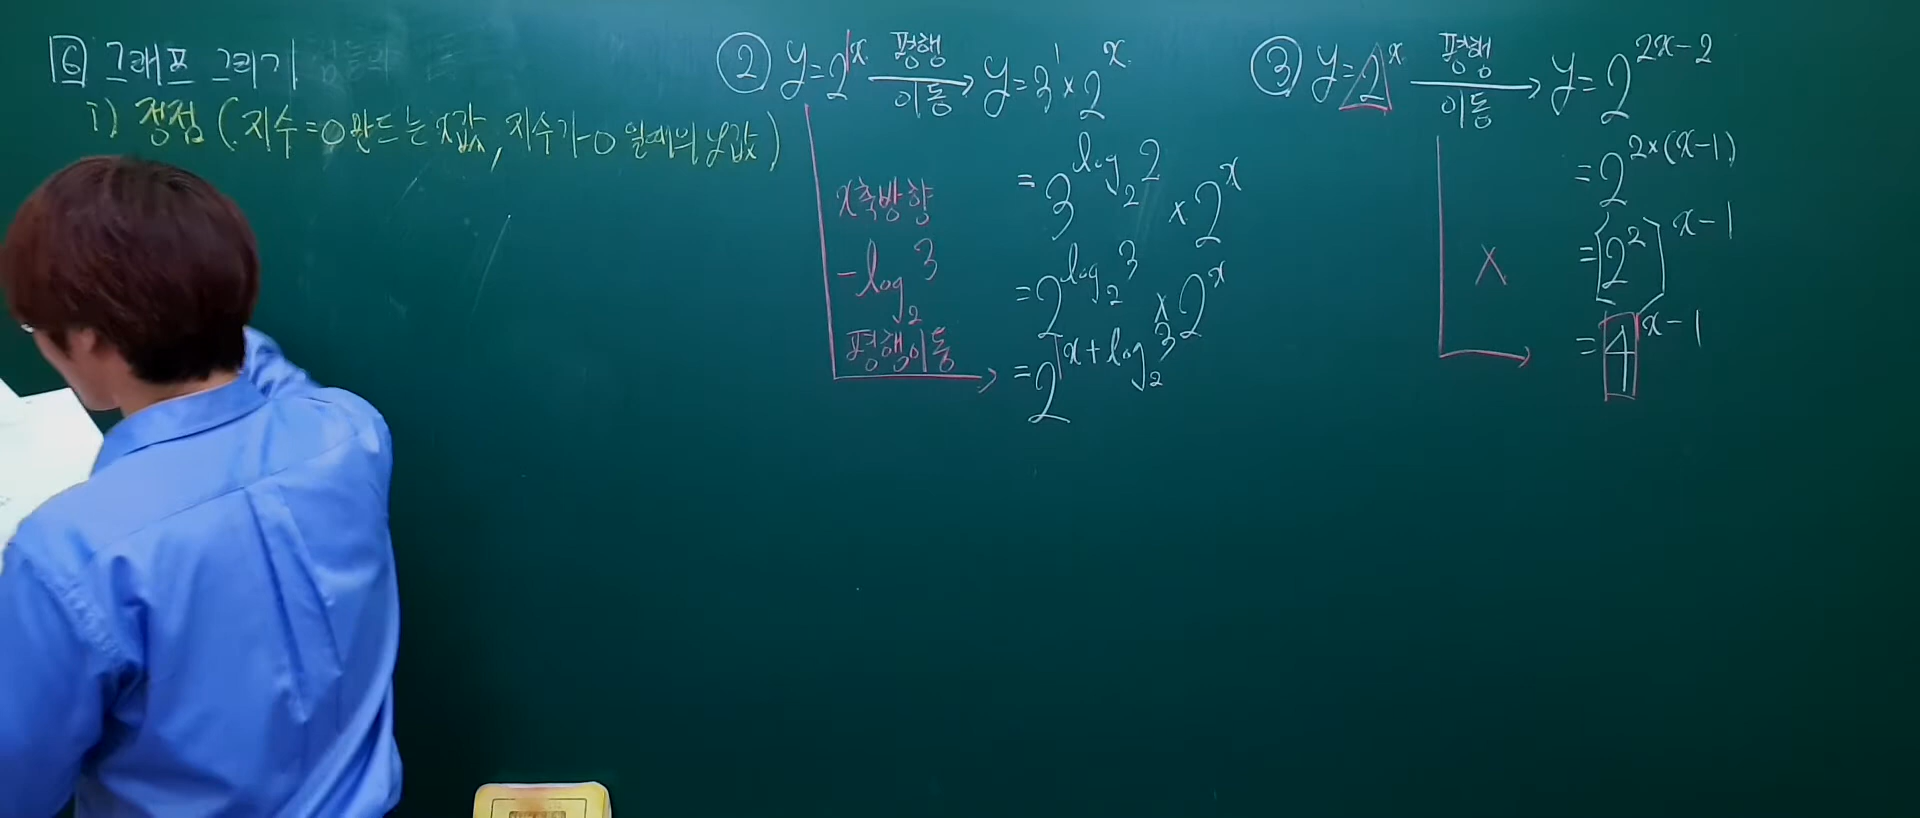 6 그래프 그리기
i) 정점 (지수=0 만드는 x값, 지수가 0 일때의 y값)
② y=2^x 평행이동 → y=3^1×2^x
=3^{log_2 2}×2^x
=2^{log_2 3}×2^x
=2^{x+log_2 3}
x축방향
-log_2 3
평행이동
③ y=2^x 평행이동 → y=2^{2x-2}
=2^{2×(x-1)}
=(2^2)^{x-1}
=4^{x-1}
X